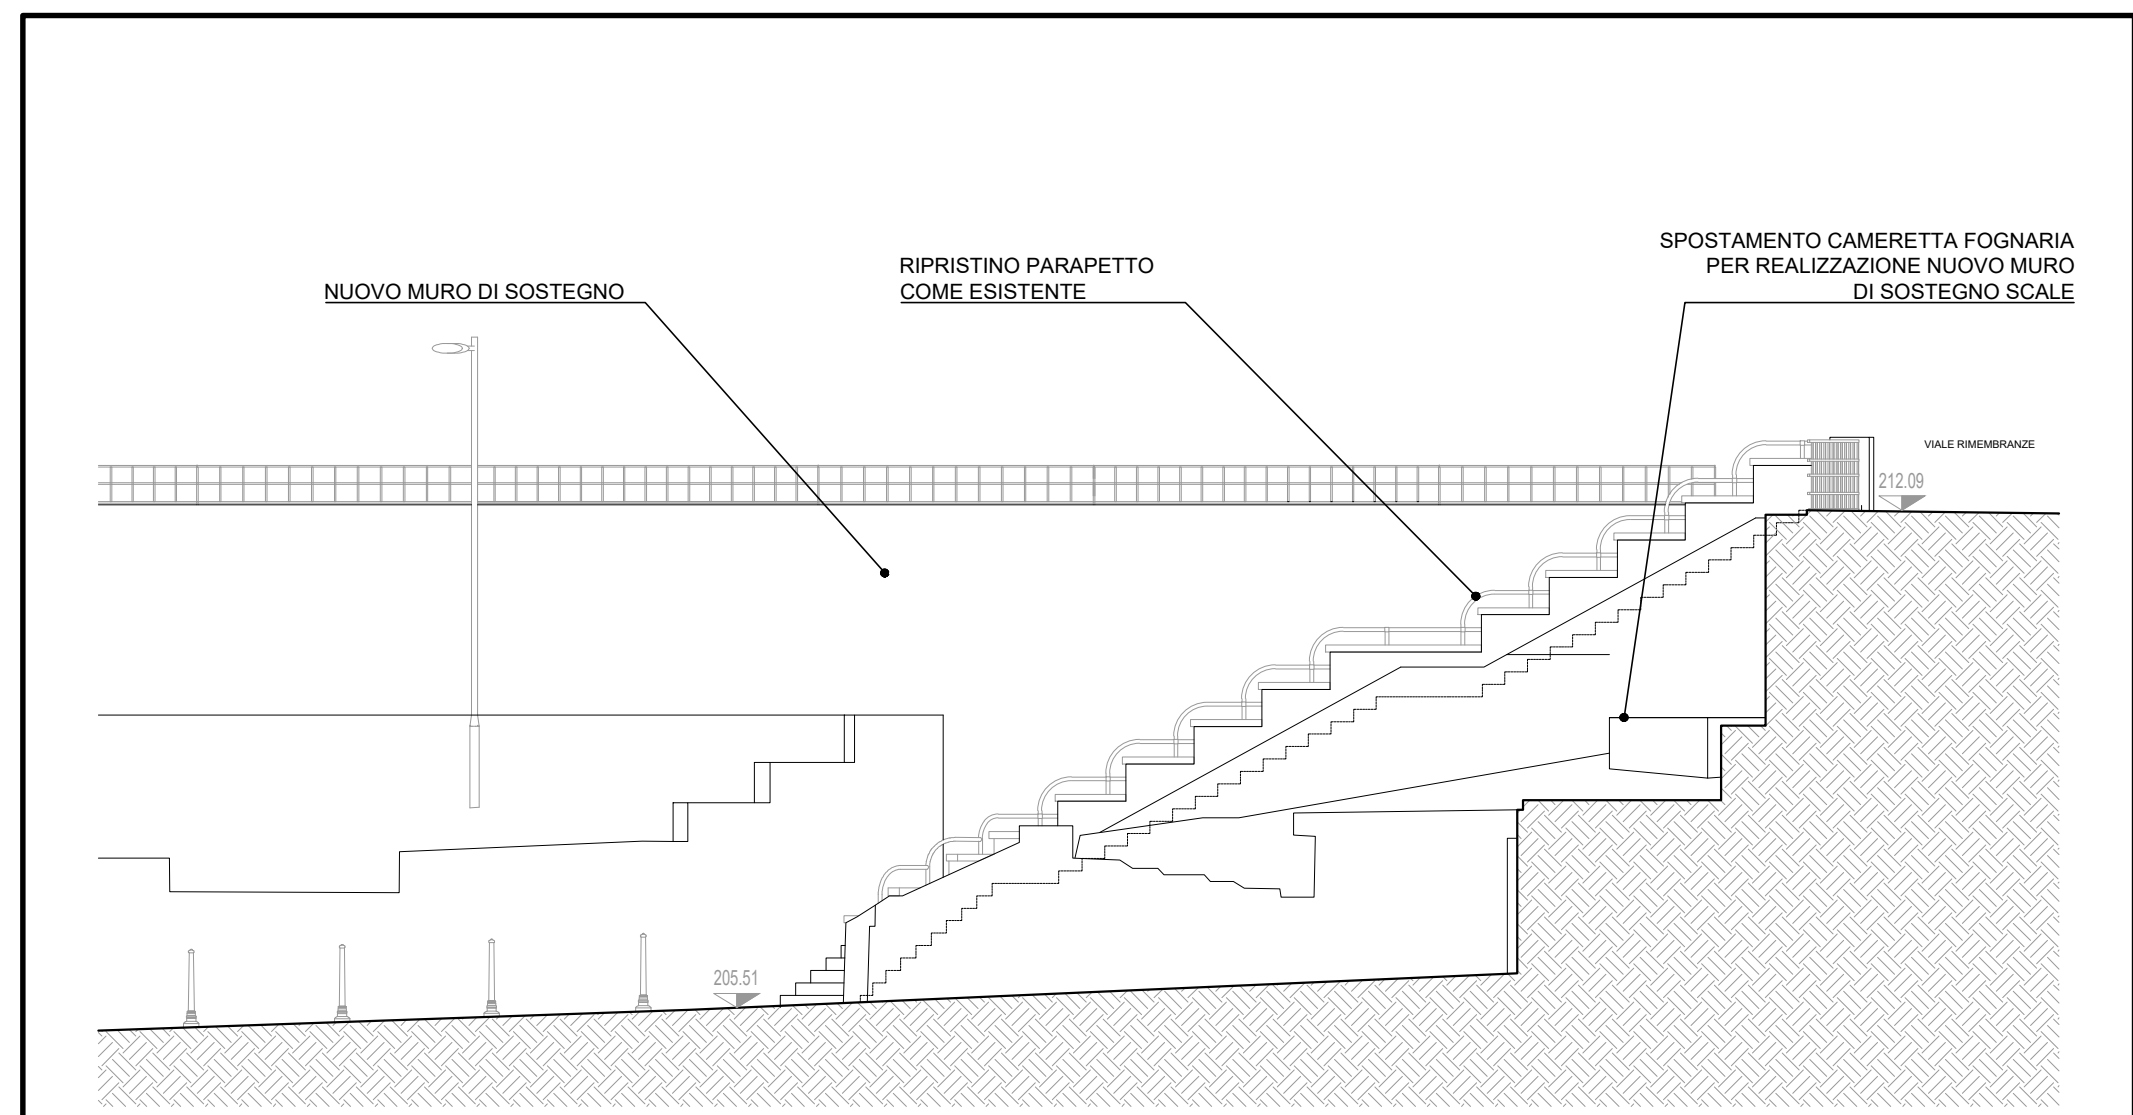 SPOSTAMENTO CAMERETTA FOGNARIA
PER REALIZZAZIONE NUOVO MURO
DI SOSTEGNO SCALE
RIPRISTINO PARAPETTO
COME ESISTENTE
NUOVO MURO DI SOSTEGNO
VIALE RIMEMBRANZE
212.09
205.51